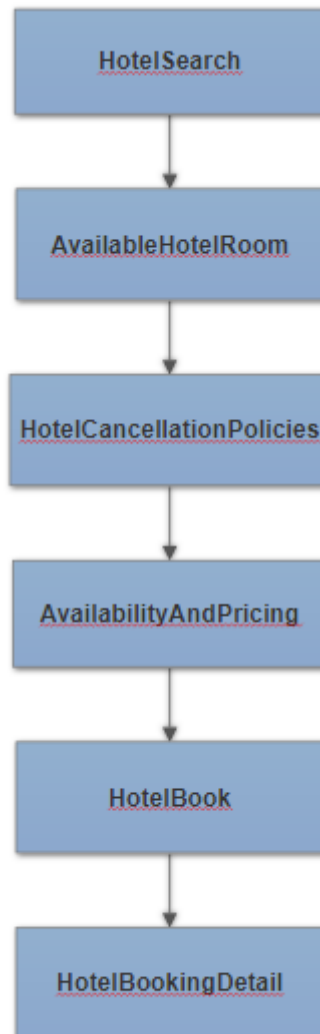 HotelSearch
AvailableHotelRoom
HotelCancellationPolicies
AvailabilityAndPricing
HotelBook
HotelBookingDetail